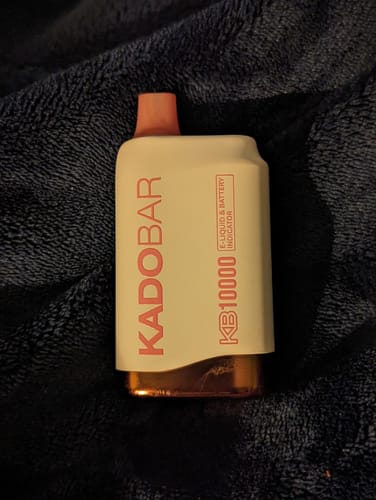 KADOBAR
KB10000
E-LIQUID & BATTERY
INDICATOR